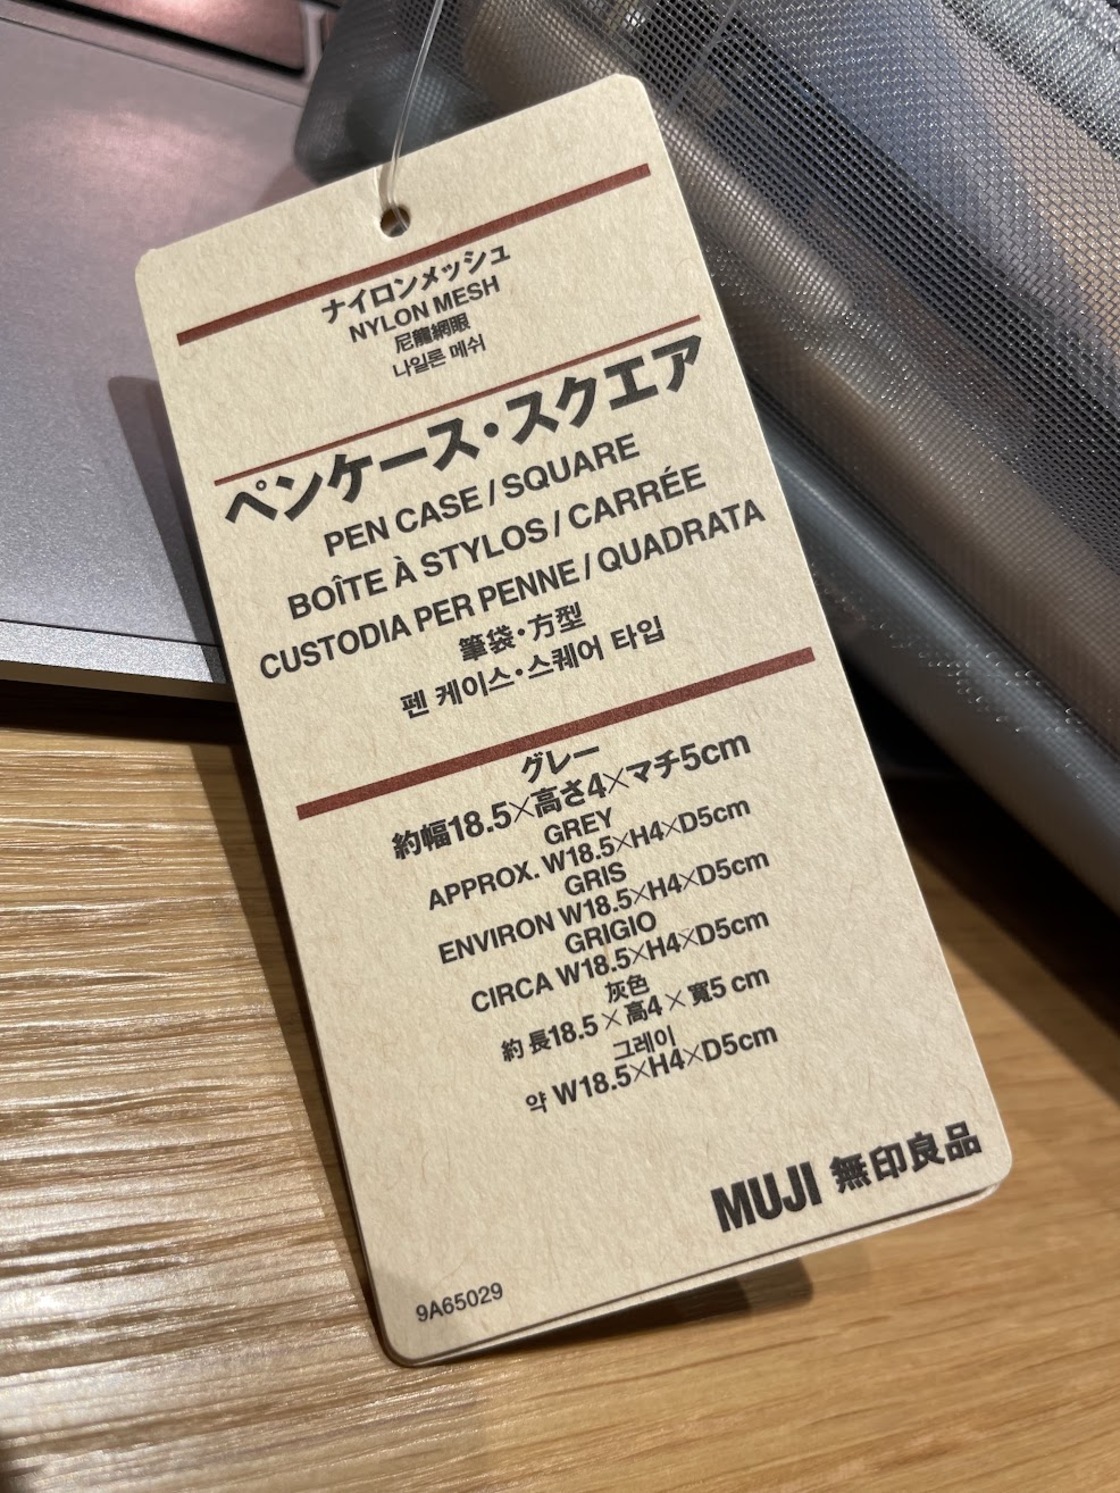 ナイロンメッシュ
NYLON MESH
尼龍網眼
나일론 메쉬
ペンケース・スクエア
PEN CASE / SQUARE
BOÎTE À STYLOS / CARRÉE
CUSTODIA PER PENNE / QUADRATA
筆袋・方型
펜 케이스・스퀘어 타입
グレー
約幅18.5×高さ4×マチ5cm
GREY
APPROX. W18.5×H4×D5cm
GRIS
ENVIRON W18.5×H4×D5cm
GRIGIO
CIRCA W18.5×H4×D5cm
灰色
約 長18.5 × 高4 × 寬5 cm
그레이
약 W18.5×H4×D5cm
MUJI 無印良品
9A65029